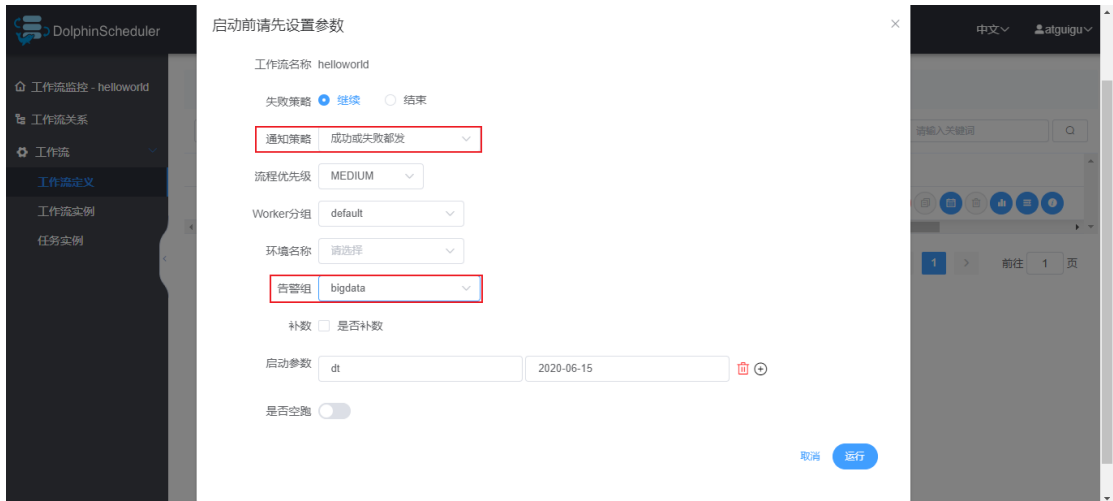 DolphinScheduler
启动前请先设置参数
中文
atguigu
工作流名称 helloworld
工作流监控 - helloworld
失败策略 继续 结束
工作流关系
通知策略 成功或失败都发
请输入关键词
工作流
流程优先级 MEDIUM
工作流定义
Worker分组 default
工作流实例
任务实例
环境名称 请选择
1 前往 1 页
告警组 bigdata
补数 是否补数
启动参数 dt 2020-06-15
是否空跑
取消 运行